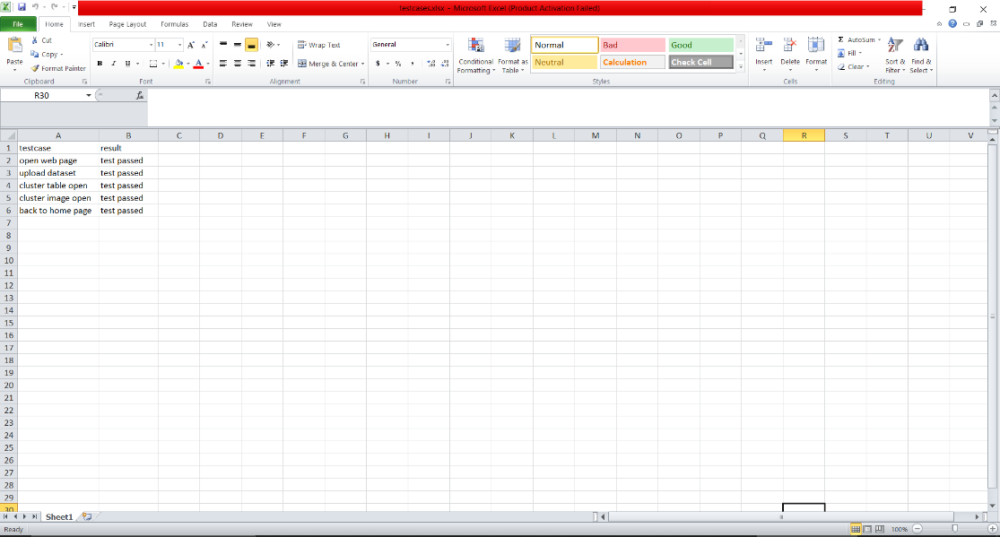 testcases.xlsx - Microsoft Excel (Product Activation Failed)
File Home Insert Page Layout Formulas Data Review View
Cut
Copy
Format Painter
Paste
Clipboard
Calibri 11
B I U
Font
Wrap Text
Merge & Center
Alignment
General
$ % ,
Number
Conditional Formatting
Format as Table
Normal Bad Good
Neutral Calculation Check Cell
Styles
Insert Delete Format
Cells
Σ AutoSum
Fill
Clear
Sort & Filter
Find & Select
Editing
R30 fx
A B C D E F G H I J K L M N O P Q R S T U V
1 testcase result
2 open web page test passed
3 upload dataset test passed
4 cluster table open test passed
5 cluster image open test passed
6 back to home page test passed
7
8
9
10
11
12
13
14
15
16
17
18
19
20
21
22
23
24
25
26
27
28
29
30
Sheet1
Ready 100%